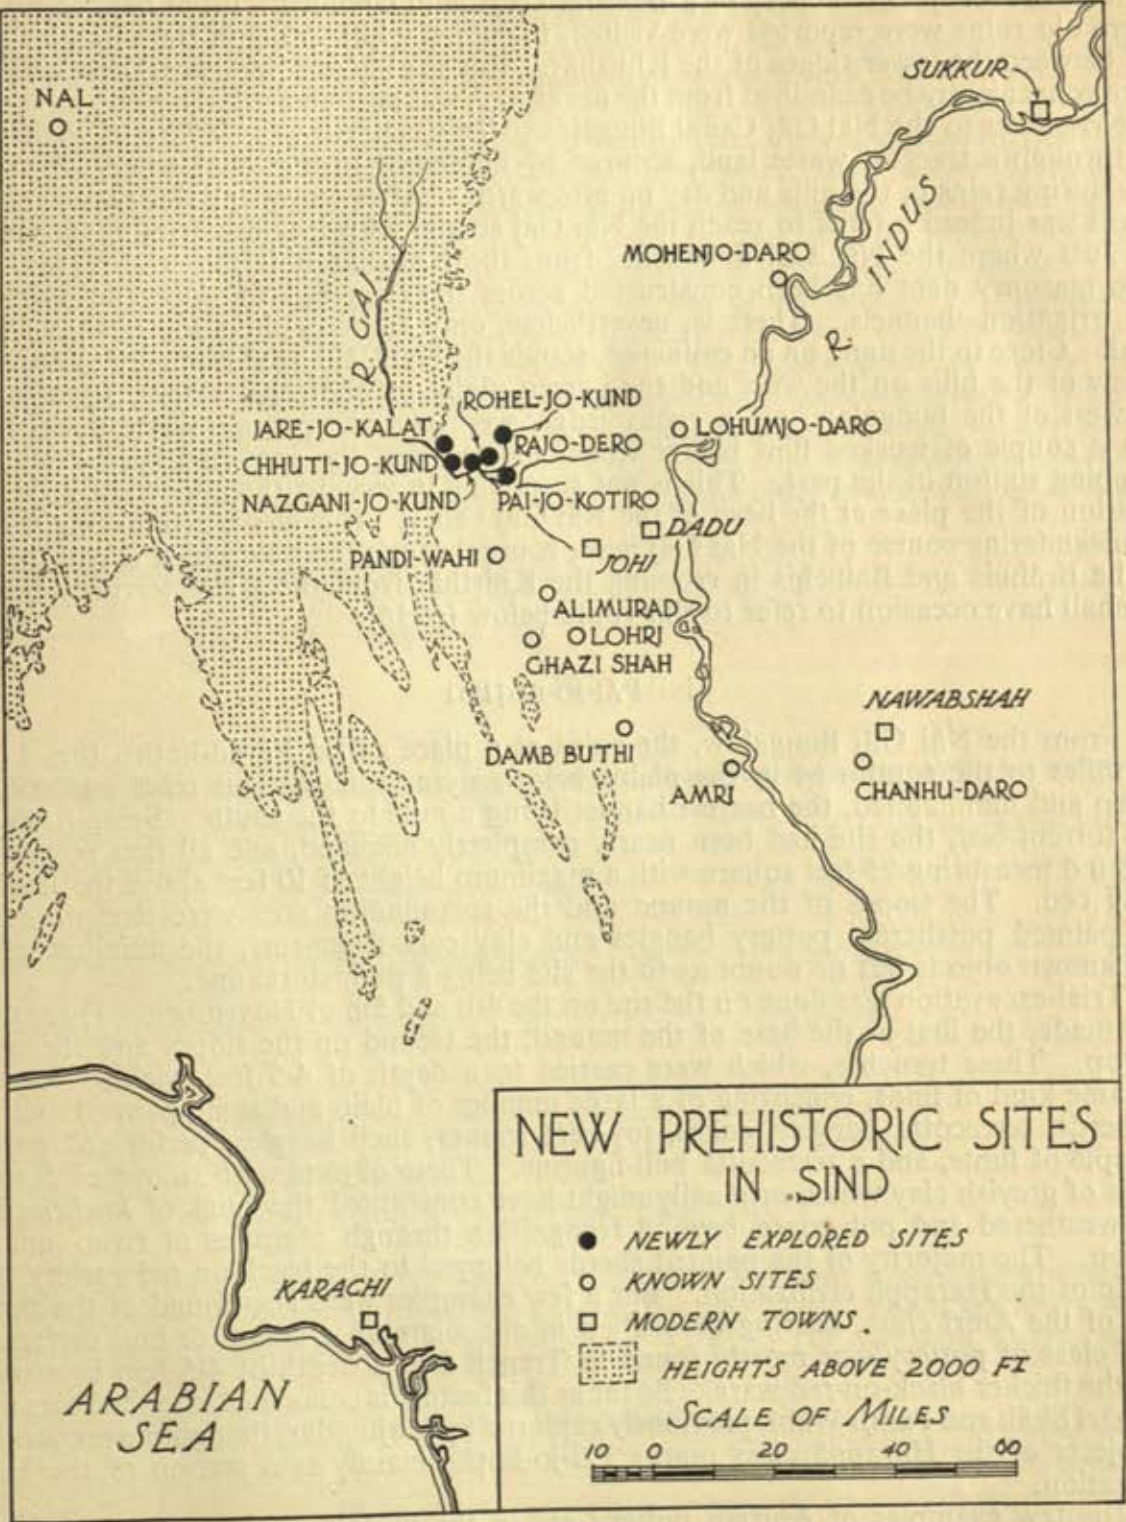 SUKKUR
NAL
INDUS
R.
MOHENJO-DARO
R. GAJ
ROHEL-JO-KUND
JARE-JO-KALAT
RAJO-DERO
LOHUMJO-DARO
CHHUTI-JO-KUND
NAZGANI-JO-KUND
PAI-JO-KOTIRO
DADU
PANDI-WAHI
JOHI
ALIMURAD
LOHRI
GHAZI SHAH
NAWABSHAH
DAMB BUTHI
AMRI
CHANHU-DARO
KARACHI
ARABIAN
SEA
NEW PREHISTORIC SITES
IN SIND
NEWLY EXPLORED SITES
KNOWN SITES
MODERN TOWNS.
HEIGHTS ABOVE 2000 FT
SCALE OF MILES
10 0 20 40 60